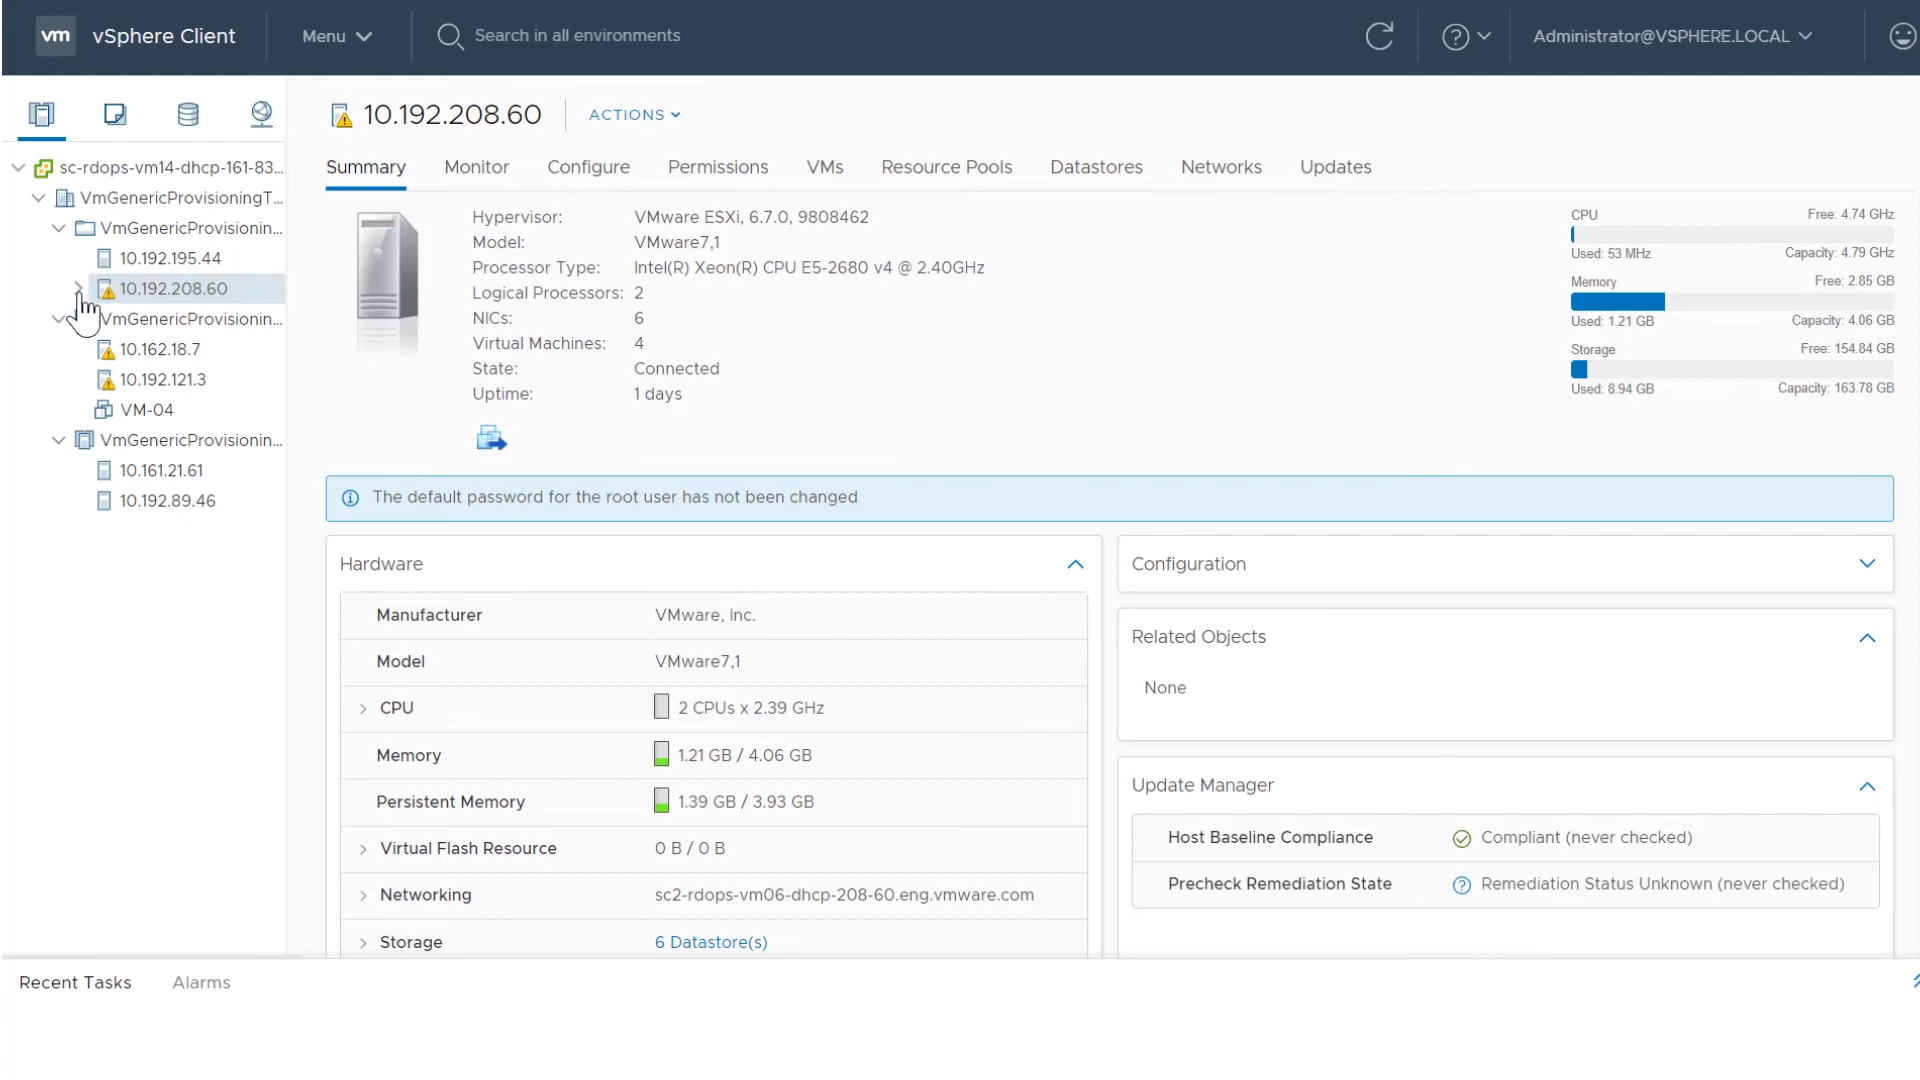 vm vSphere Client Menu Search in all environments Administrator@VSPHERE.LOCAL
10.192.208.60 ACTIONS
Summary Monitor Configure Permissions VMs Resource Pools Datastores Networks Updates
sc-rdops-vm14-dhcp-161-83...
VmGenericProvisioningT...
VmGenericProvisionin...
10.192.195.44
10.192.208.60
VmGenericProvisionin...
10.162.18.7
10.192.121.3
VM-04
VmGenericProvisionin...
10.161.21.61
10.192.89.46
Hypervisor: VMware ESXi, 6.7.0, 9808462
Model: VMware7,1
Processor Type: Intel(R) Xeon(R) CPU E5-2680 v4 @ 2.40GHz
Logical Processors: 2
NICs: 6
Virtual Machines: 4
State: Connected
Uptime: 1 days
CPU Free: 4.74 GHz
Used: 53 MHz Capacity: 4.79 GHz
Memory Free: 2.85 GB
Used: 1.21 GB Capacity: 4.06 GB
Storage Free: 154.84 GB
Used: 8.94 GB Capacity: 163.78 GB
The default password for the root user has not been changed
Hardware
Manufacturer VMware, Inc.
Model VMware7,1
CPU 2 CPUs x 2.39 GHz
Memory 1.21 GB / 4.06 GB
Persistent Memory 1.39 GB / 3.93 GB
Virtual Flash Resource 0 B / 0 B
Networking sc2-rdops-vm06-dhcp-208-60.eng.vmware.com
Storage 6 Datastore(s)
Configuration
Related Objects
None
Update Manager
Host Baseline Compliance Compliant (never checked)
Precheck Remediation State Remediation Status Unknown (never checked)
Recent Tasks Alarms